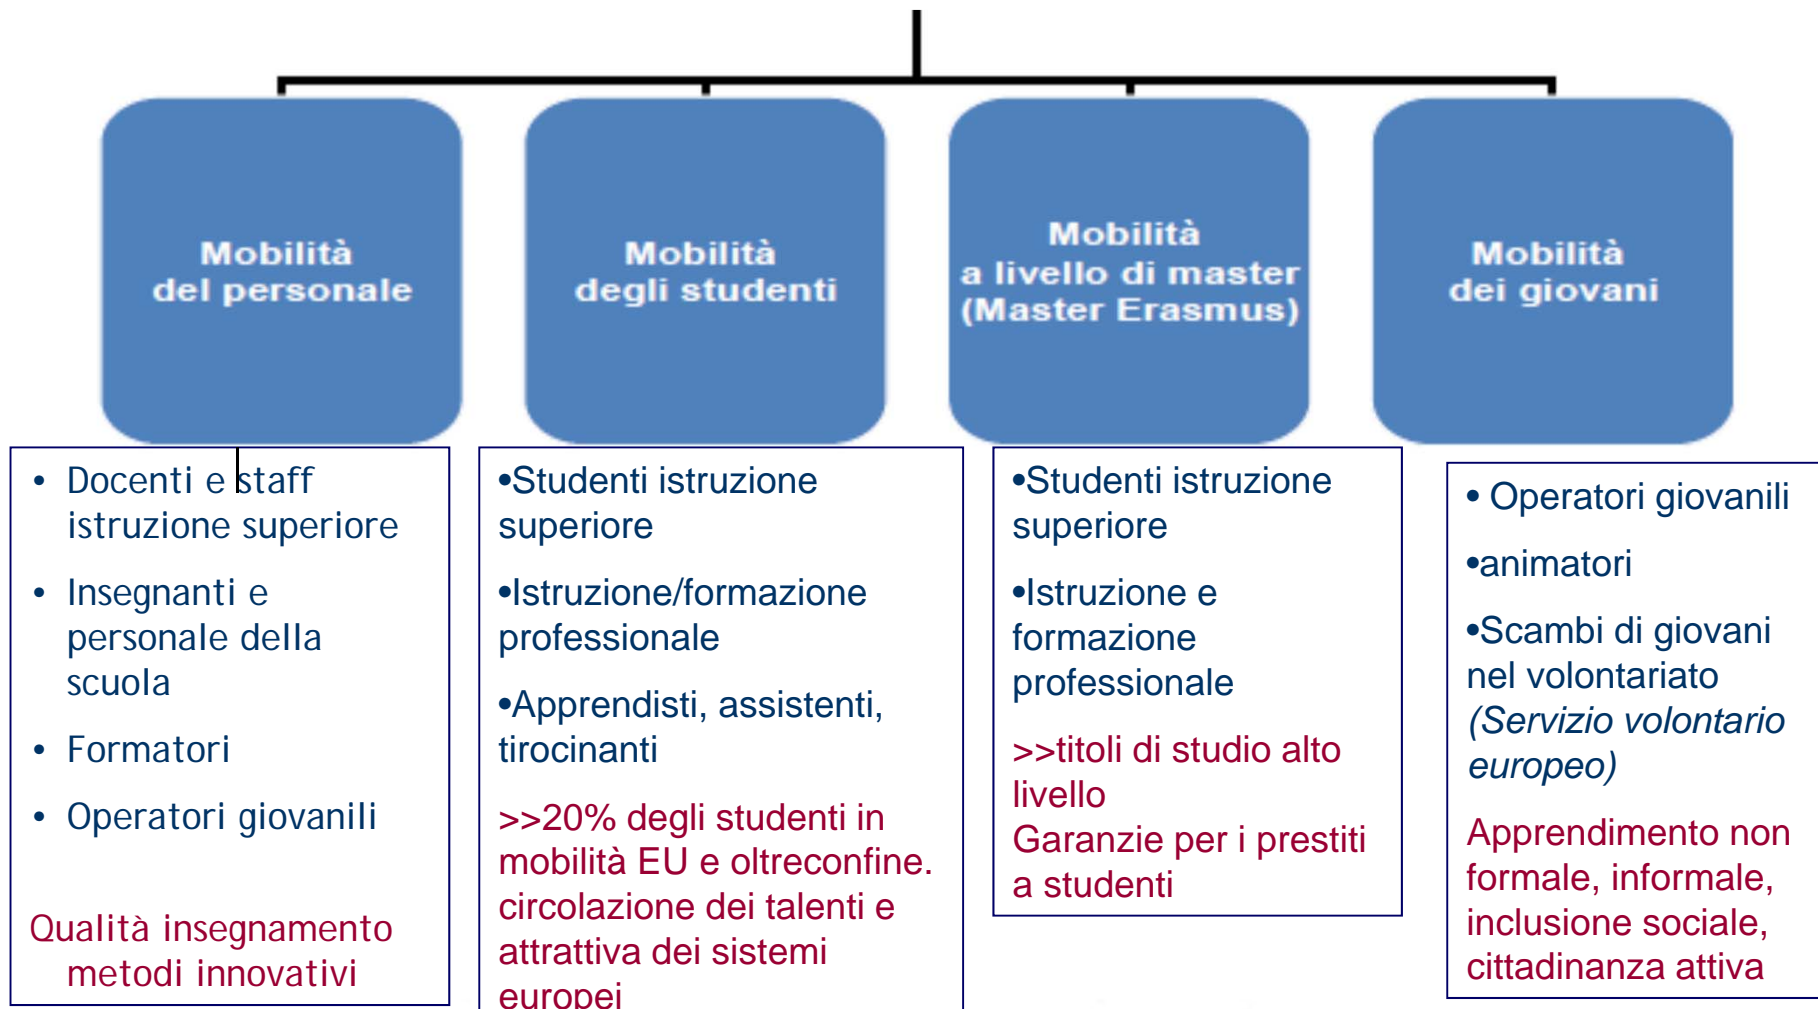 Mobilità
del personale
Mobilità
degli studenti
Mobilità
a livello di master
(Master Erasmus)
Mobilità
dei giovani
• Docenti e staff
istruzione superiore
• Insegnanti e
personale della
scuola
• Formatori
• Operatori giovanili
Qualità insegnamento
metodi innovativi
•Studenti istruzione
superiore
•Istruzione/formazione
professionale
•Apprendisti, assistenti,
tirocinanti
>>20% degli studenti in
mobilità EU e oltreconfine.
circolazione dei talenti e
attrattiva dei sistemi
europei
•Studenti istruzione
superiore
•Istruzione e
formazione
professionale
>>titoli di studio alto
livello
Garanzie per i prestiti
a studenti
• Operatori giovanili
•animatori
•Scambi di giovani
nel volontariato
(Servizio volontario
europeo)
Apprendimento non
formale, informale,
inclusione sociale,
cittadinanza attiva